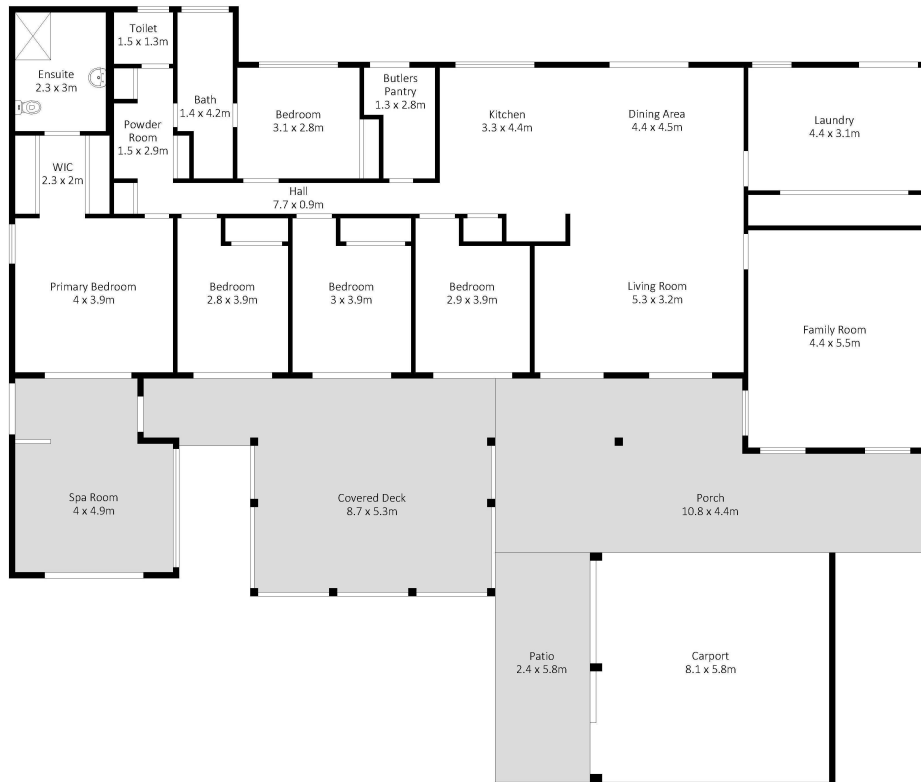 Toilet
1.5 x 1.3m
Ensuite
2.3 x 3m
Bath
1.4 x 4.2m
Powder
Room
1.5 x 2.9m
Bedroom
3.1 x 2.8m
Butlers
Pantry
1.3 x 2.8m
Kitchen
3.3 x 4.4m
Dining Area
4.4 x 4.5m
Laundry
4.4 x 3.1m
WIC
2.3 x 2m
Hall
7.7 x 0.9m
Primary Bedroom
4 x 3.9m
Bedroom
2.8 x 3.9m
Bedroom
3 x 3.9m
Bedroom
2.9 x 3.9m
Living Room
5.3 x 3.2m
Family Room
4.4 x 5.5m
Spa Room
4 x 4.9m
Covered Deck
8.7 x 5.3m
Porch
10.8 x 4.4m
Patio
2.4 x 5.8m
Carport
8.1 x 5.8m